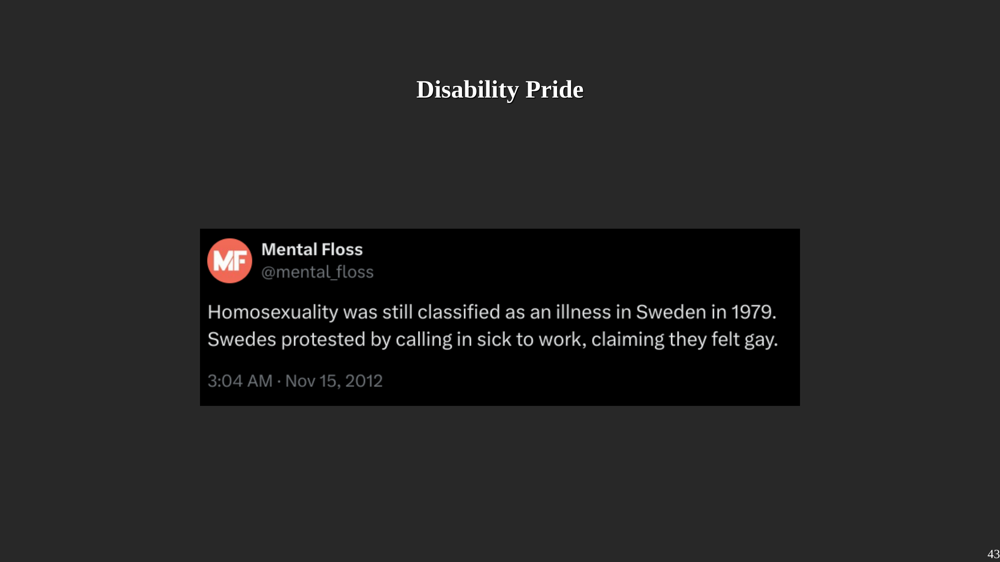 Disability Pride
MF
Mental Floss
@mental_floss
Homosexuality was still classified as an illness in Sweden in 1979.
Swedes protested by calling in sick to work, claiming they felt gay.
3:04 AM · Nov 15, 2012
43